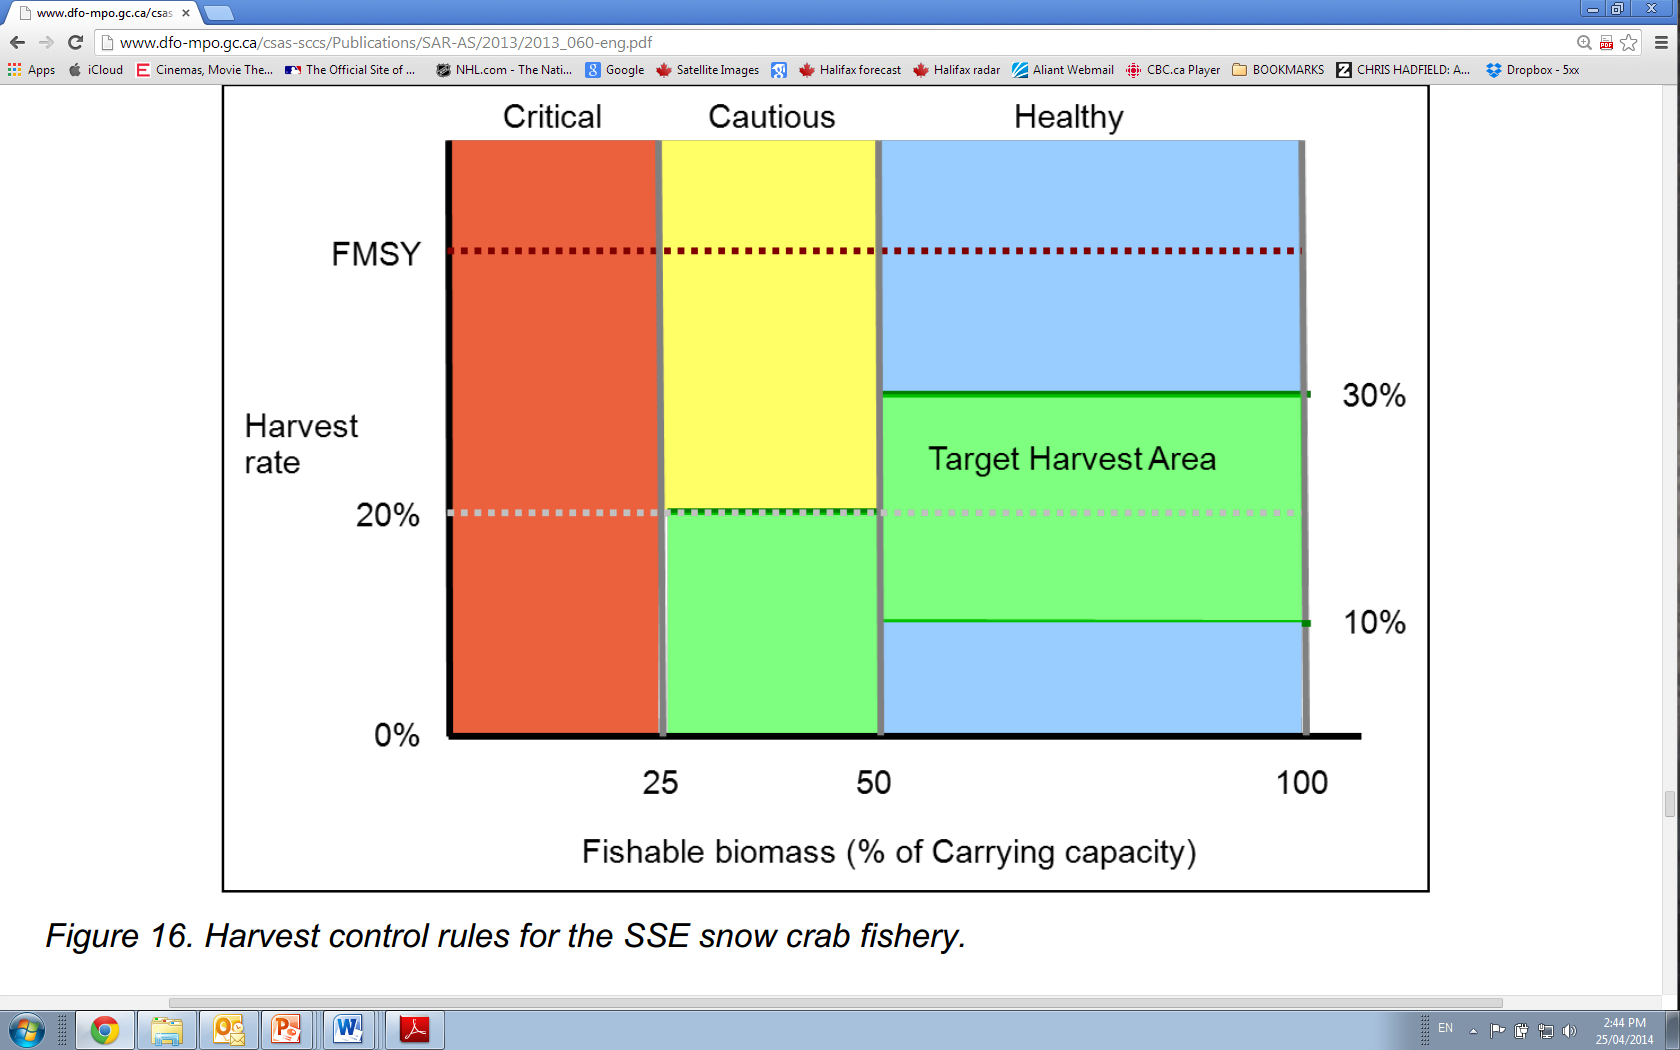 www.dfo-mpo.gc.ca/csas
www.dfo-mpo.gc.ca/csas-sccs/Publications/SAR-AS/2013/2013_060-eng.pdf
Apps iCloud Cinemas, Movie The... The Official Site of ... NHL.com - The Nati... Google Satellite Images Halifax forecast Halifax radar Aliant Webmail CBC.ca Player BOOKMARKS CHRIS HADFIELD: A... Dropbox - 5xx
Critical Cautious Healthy
FMSY
30%
Harvest
rate
Target Harvest Area
20%
10%
0%
25 50 100
Fishable biomass (% of Carrying capacity)
Figure 16. Harvest control rules for the SSE snow crab fishery.
EN
2:44 PM
25/04/2014